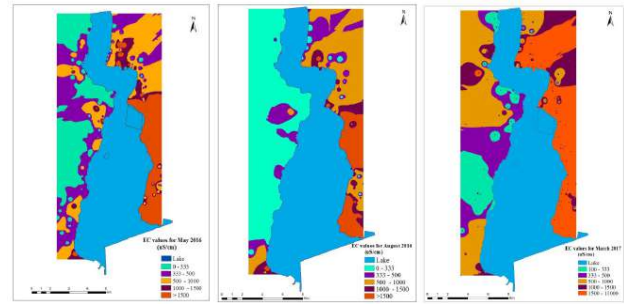 N
EC values for May 2016
(uS/cm)
Lake
0 - 333
333 - 500
500 - 1000
1000 - 1500
>1500
N
EC values for August 2016
(uS/cm)
Lake
0 - 333
333 - 500
500 - 1000
1000 - 1500
>1500
N
EC values for March 2017
(uS/cm)
Lake
100 - 333
333 - 500
500 - 1000
1000 - 1500
1500 - 11000